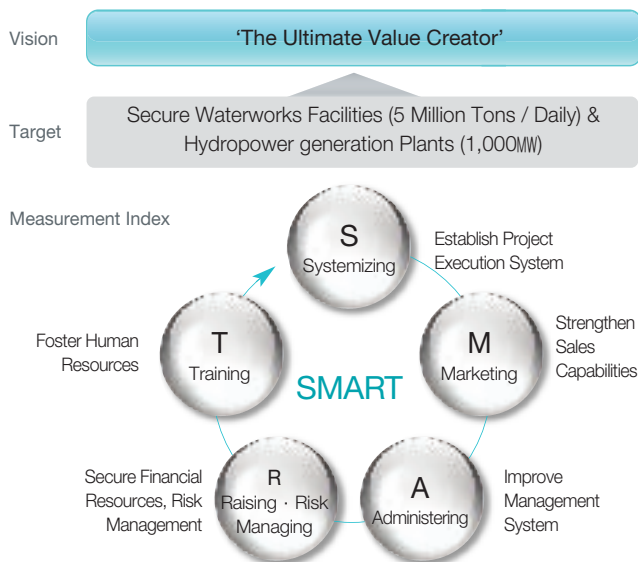 Vision
‘The Ultimate Value Creator’
Target
Secure Waterworks Facilities (5 Million Tons / Daily) &
Hydropower generation Plants (1,000㎿)
Measurement Index
S
Systemizing
Establish Project
Execution System
M
Marketing
Strengthen
Sales
Capabilities
A
Administering
Improve
Management
System
R
Raising · Risk
Managing
Secure Financial
Resources, Risk
Management
T
Training
Foster Human
Resources
SMART